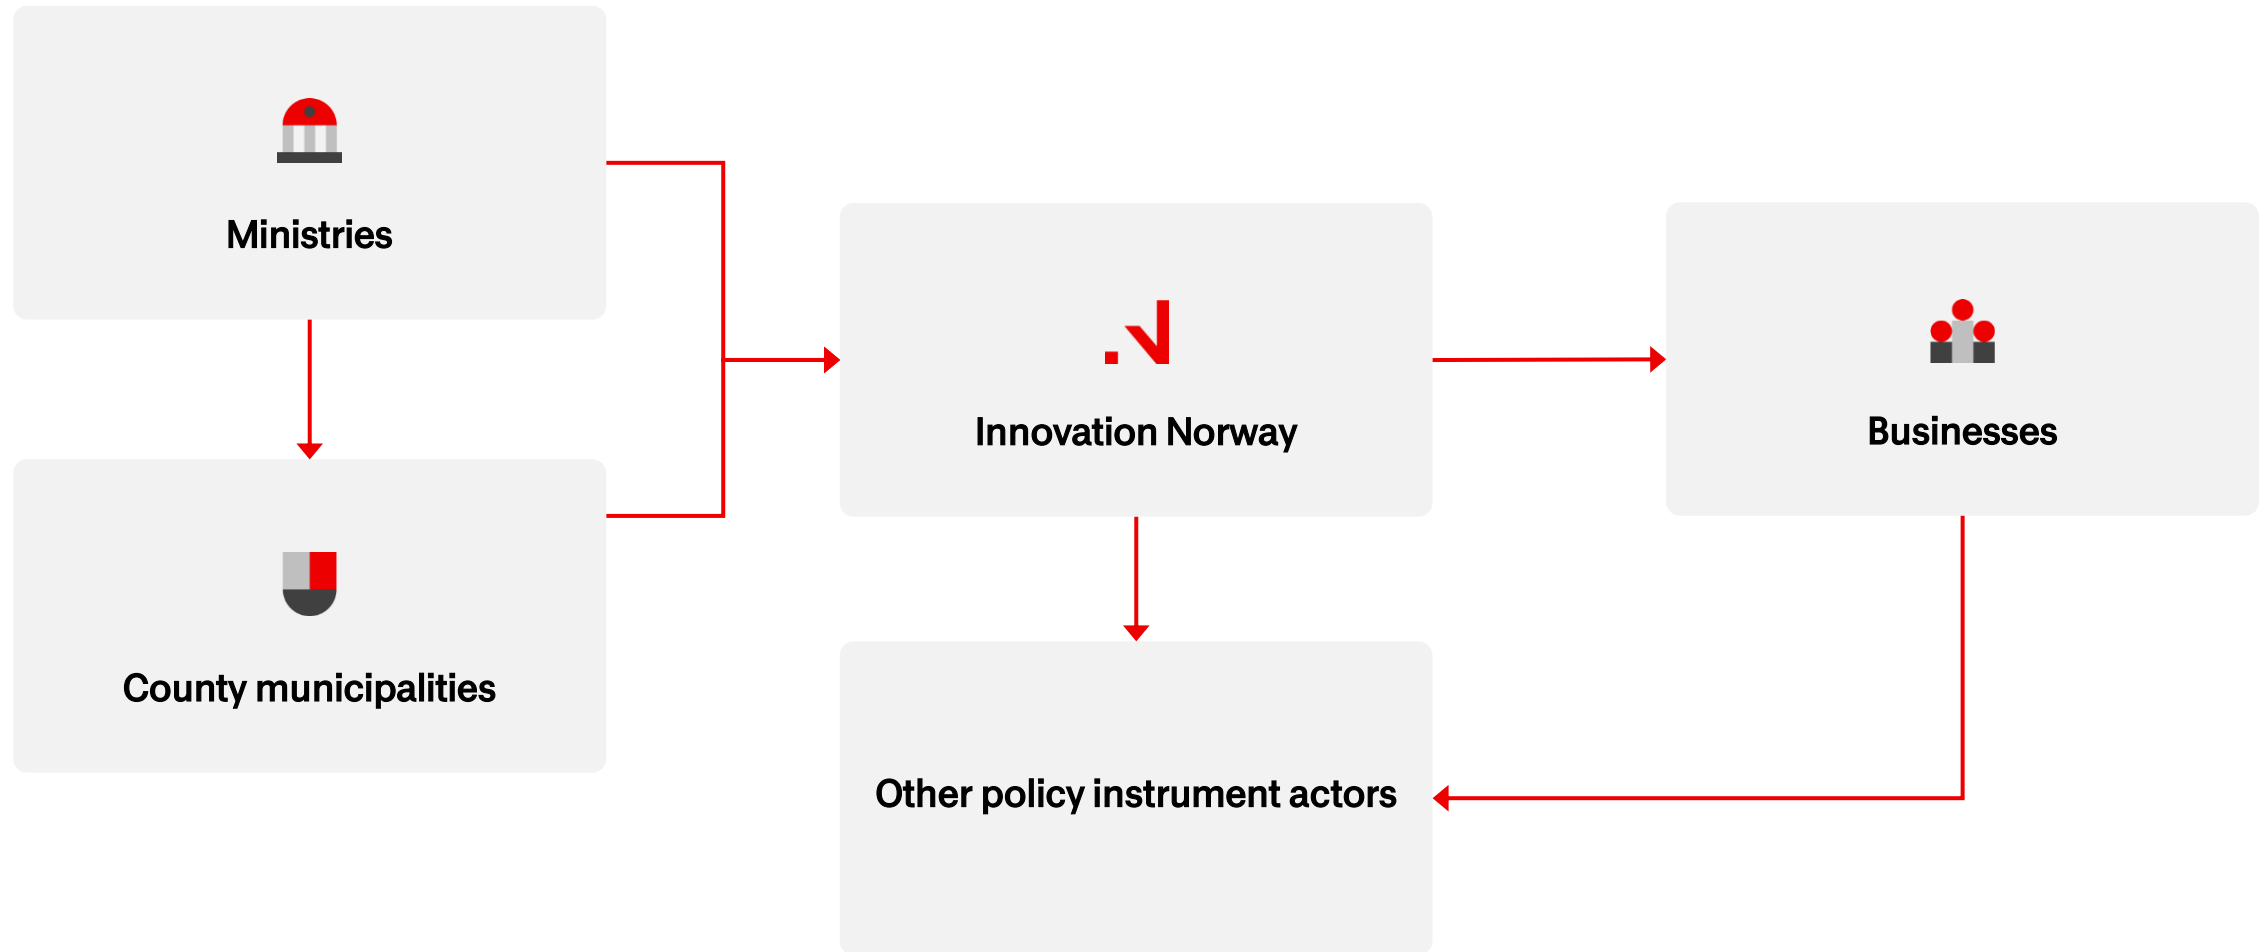 Ministries
County municipalities
Innovation Norway
Businesses
Other policy instrument actors